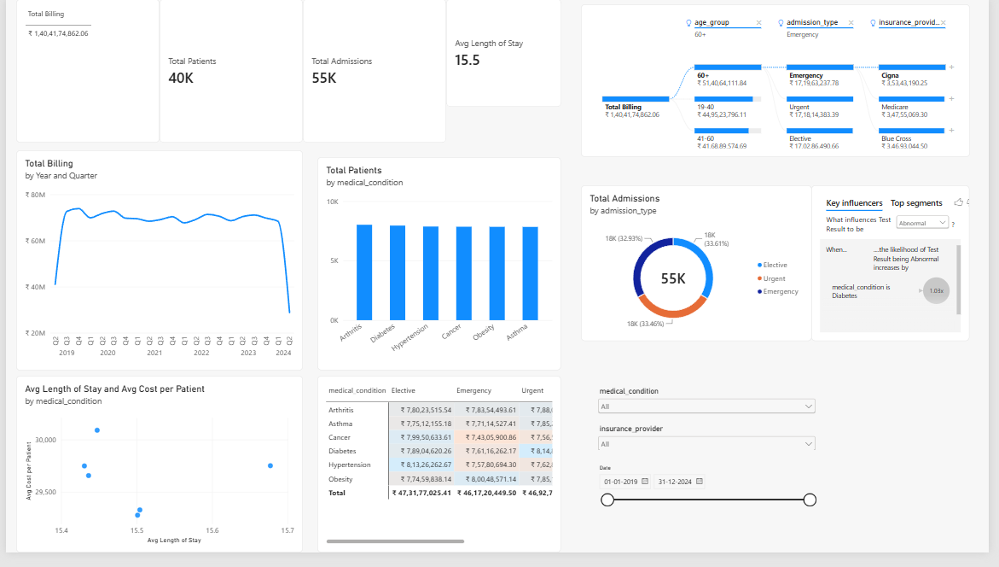 Total Billing
₹ 1,40,41,74,862.06
Total Patients
40K
Total Admissions
55K
Avg Length of Stay
15.5
age_group
60+
admission_type
Emergency
insurance_provid...
Total Billing
₹ 1,40,41,74,862.06
60+
₹ 51,40,64,111.84
19-40
₹ 44,95,23,796.11
41-60
₹ 41,68,89,574.69
Emergency
₹ 17,19,63,237.78
Urgent
₹ 17,18,14,383.39
Elective
₹ 17,02,86,490.66
Cigna
₹ 3,53,43,190.25
Medicare
₹ 3,47,55,069.30
Blue Cross
₹ 3,46,93,044.50
Total Billing
by Year and Quarter
₹ 80M
₹ 60M
₹ 40M
₹ 20M
Q2 Q3 Q4 Q1 Q2 Q3 Q4 Q1 Q2 Q3 Q4 Q1 Q2 Q3 Q4 Q1 Q2 Q3 Q4 Q1 Q2
2019 2020 2021 2022 2023 2024
Total Patients
by medical_condition
10K
5K
0K
Arthritis Diabetes Hypertension Cancer Obesity Asthma
Total Admissions
by admission_type
18K (32.93%)
18K
(33.61%)
55K
18K (33.46%)
Elective
Urgent
Emergency
Key influencers Top segments
What influences Test
Result to be
Abnormal
?
When...
...the likelihood of Test
Result being Abnormal
increases by
medical_condition is
Diabetes
1.03x
Avg Length of Stay and Avg Cost per Patient
by medical_condition
Avg Cost per Patient
30,000
29,500
15.4 15.5 15.6 15.7
Avg Length of Stay
medical_condition Elective Emergency Urgent
Arthritis ₹ 7,80,23,515.54 ₹ 7,83,54,493.61 ₹ 7,88,
Asthma ₹ 7,75,12,155.18 ₹ 7,71,14,527.41 ₹ 7,85,
Cancer ₹ 7,99,50,633.61 ₹ 7,43,05,900.86 ₹ 7,56,
Diabetes ₹ 7,89,04,620.26 ₹ 7,61,16,262.17 ₹ 8,14,
Hypertension ₹ 8,13,26,262.67 ₹ 7,57,80,694.30 ₹ 7,62,
Obesity ₹ 7,74,59,838.14 ₹ 8,00,48,571.14 ₹ 7,85,
Total ₹ 47,31,77,025.41 ₹ 46,17,20,449.50 ₹ 46,92,7
medical_condition
All
insurance_provider
All
Date
01-01-2019 31-12-2024